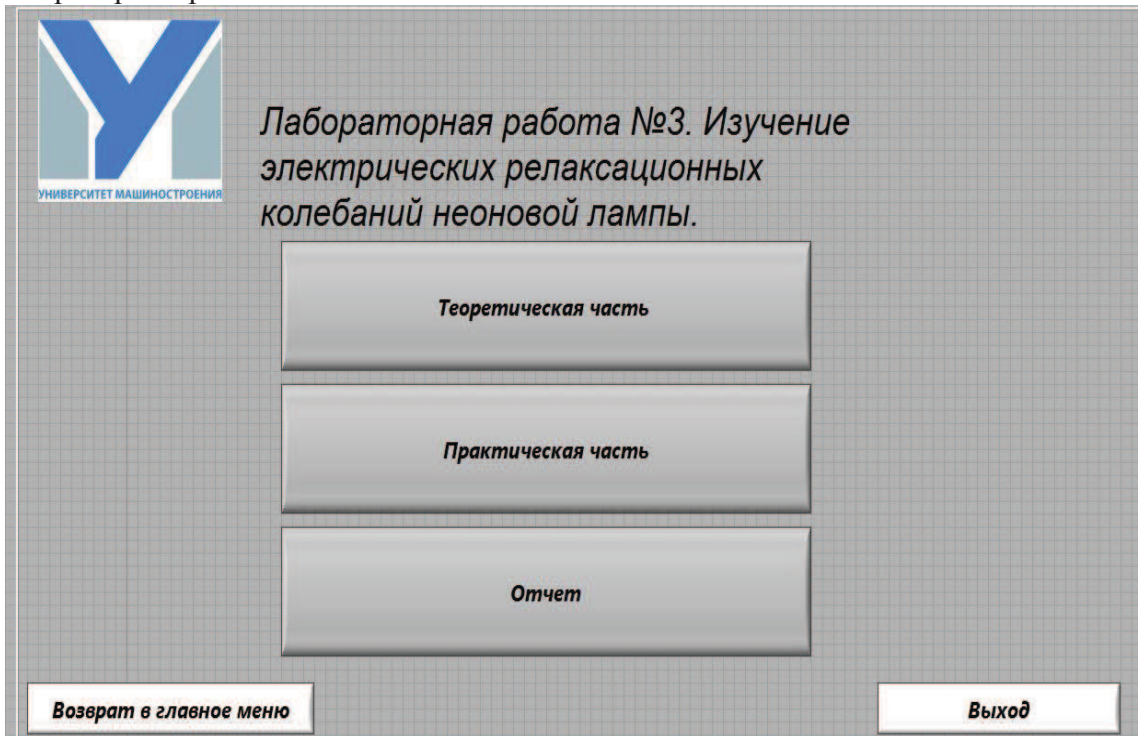 УНИВЕРСИТЕТ МАШИНОСТРОЕНИЯ
Лабораторная работа №3. Изучение
электрических релаксационных
колебаний неоновой лампы.
Теоретическая часть
Практическая часть
Отчет
Возврат в главное меню
Выход